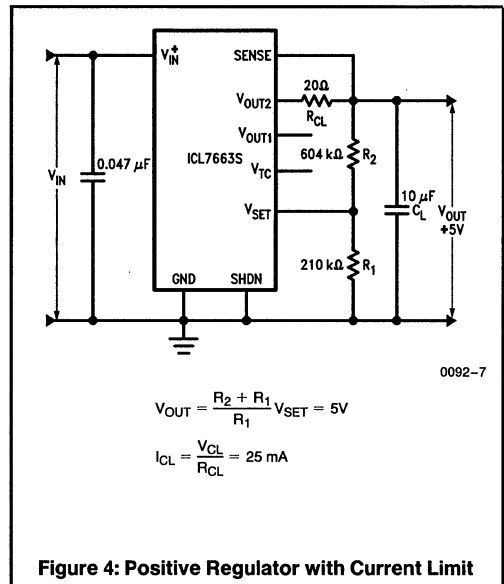 V+IN
SENSE
20Ω
VOUT2
RCL
VOUT1
604 kΩ
R2
0.047 μF
ICL7663S
VIN
VTC
10 μF
CL
VOUT
+5V
VSET
210 kΩ
R1
GND
SHDN
0092–7
VOUT = R2 + R1 / R1 VSET = 5V
ICL = VCL / RCL = 25 mA
Figure 4: Positive Regulator with Current Limit